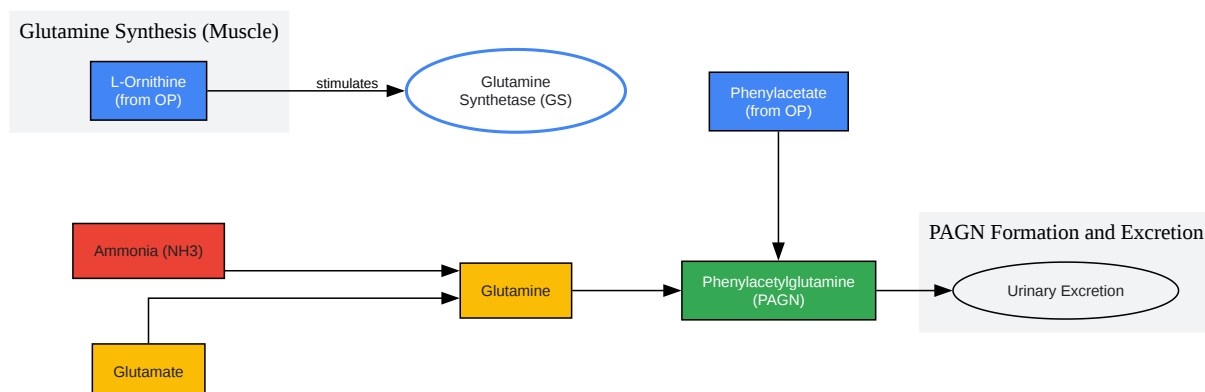 Glutamine Synthesis (Muscle)
L-Ornithine
(from OP)
stimulates
Glutamine
Synthetase (GS)
Phenylacetate
(from OP)
Ammonia (NH3)
Glutamate
Glutamine
Phenylacetylglutamine
(PAGN)
PAGN Formation and Excretion
Urinary Excretion